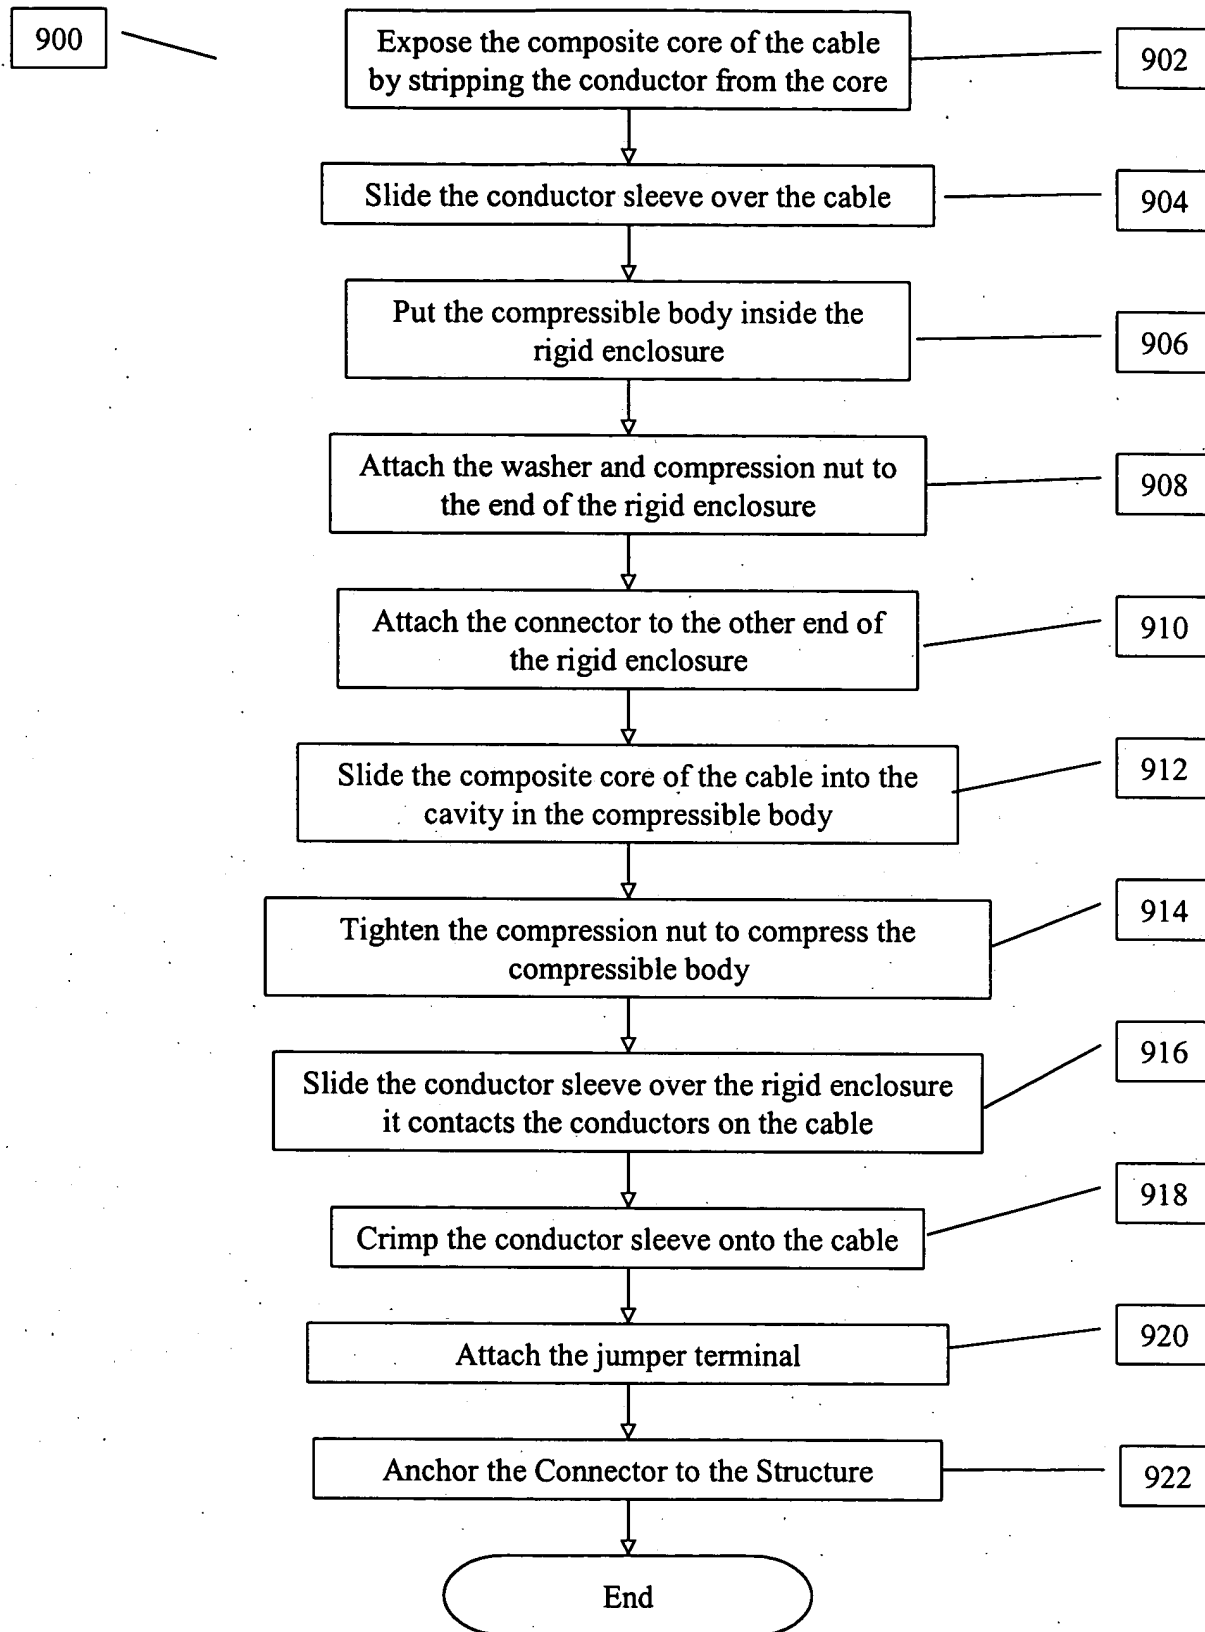 900
Expose the composite core of the cable
by stripping the conductor from the core
902
Slide the conductor sleeve over the cable
904
Put the compressible body inside the
rigid enclosure
906
Attach the washer and compression nut to
the end of the rigid enclosure
908
Attach the connector to the other end of
the rigid enclosure
910
Slide the composite core of the cable into the
cavity in the compressible body
912
Tighten the compression nut to compress the
compressible body
914
Slide the conductor sleeve over the rigid enclosure
it contacts the conductors on the cable
916
Crimp the conductor sleeve onto the cable
918
Attach the jumper terminal
920
Anchor the Connector to the Structure
922
End